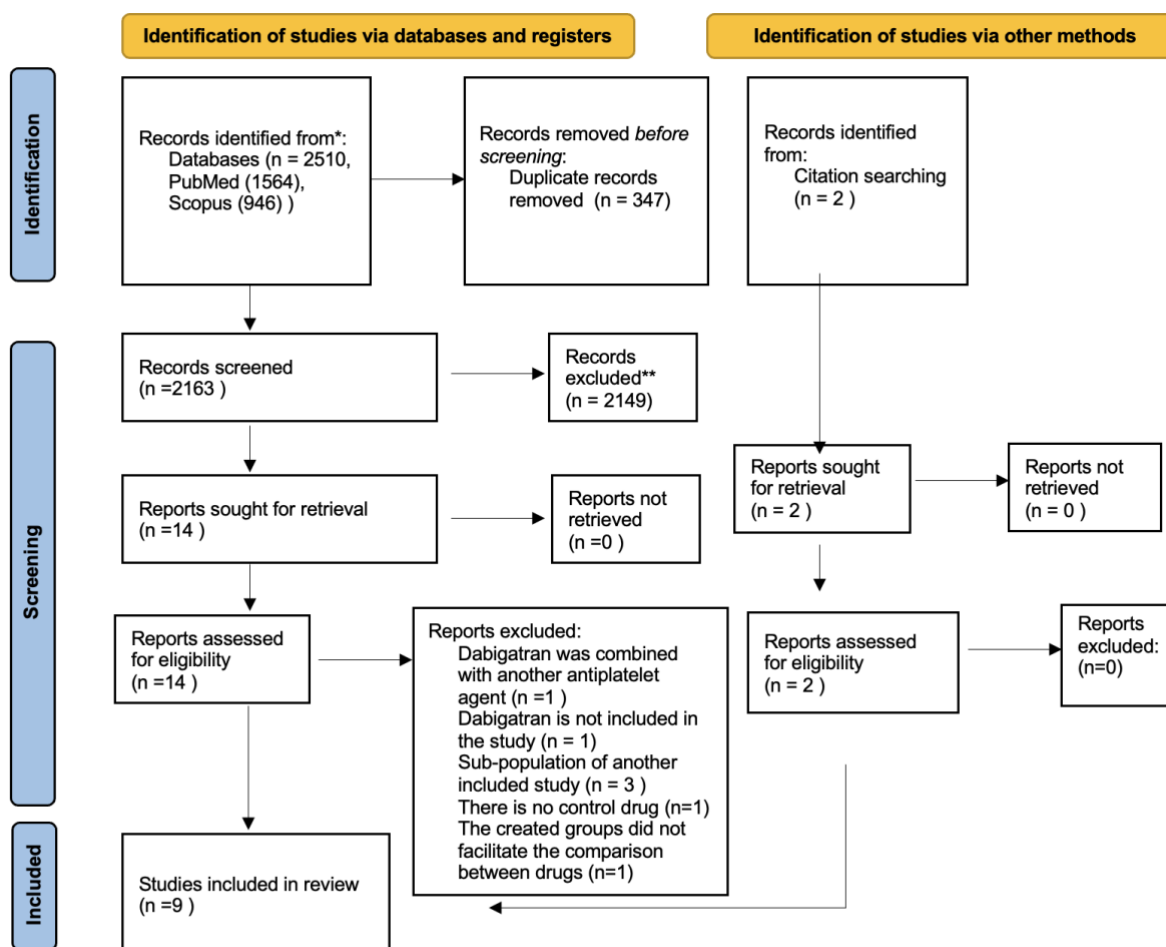 Identification of studies via databases and registers
Identification of studies via other methods
Identification
Records identified from*:
Databases (n = 2510,
PubMed (1564),
Scopus (946) )
Records removed before
screening:
Duplicate records
removed (n = 347)
Records identified
from:
Citation searching
(n = 2 )
Screening
Records screened
(n =2163 )
Records
excluded**
(n = 2149)
Reports sought for retrieval
(n =14 )
Reports not
retrieved
(n =0 )
Reports sought
for retrieval
(n = 2 )
Reports not
retrieved
(n = 0 )
Reports assessed
for eligibility
(n =14 )
Reports excluded:
Dabigatran was combined
with another antiplatelet
agent (n =1 )
Dabigatran is not included in
the study (n = 1)
Sub-population of another
included study (n = 3 )
There is no control drug (n=1)
The created groups did not
facilitate the comparison
between drugs (n=1)
Reports assessed
for eligibility
(n = 2 )
Reports
excluded:
(n=0)
Included
Studies included in review
(n =9 )